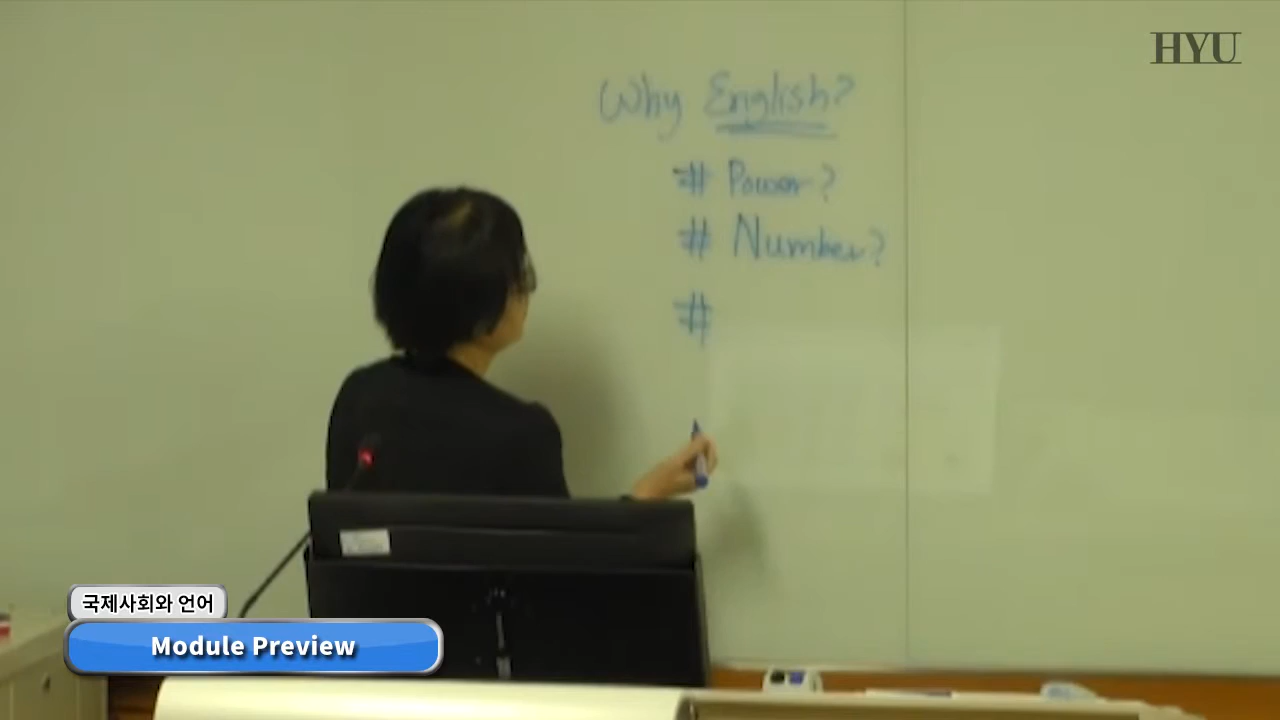 HYU
Why English?
# Power?
# Number?
#
국제사회와 언어
Module Preview